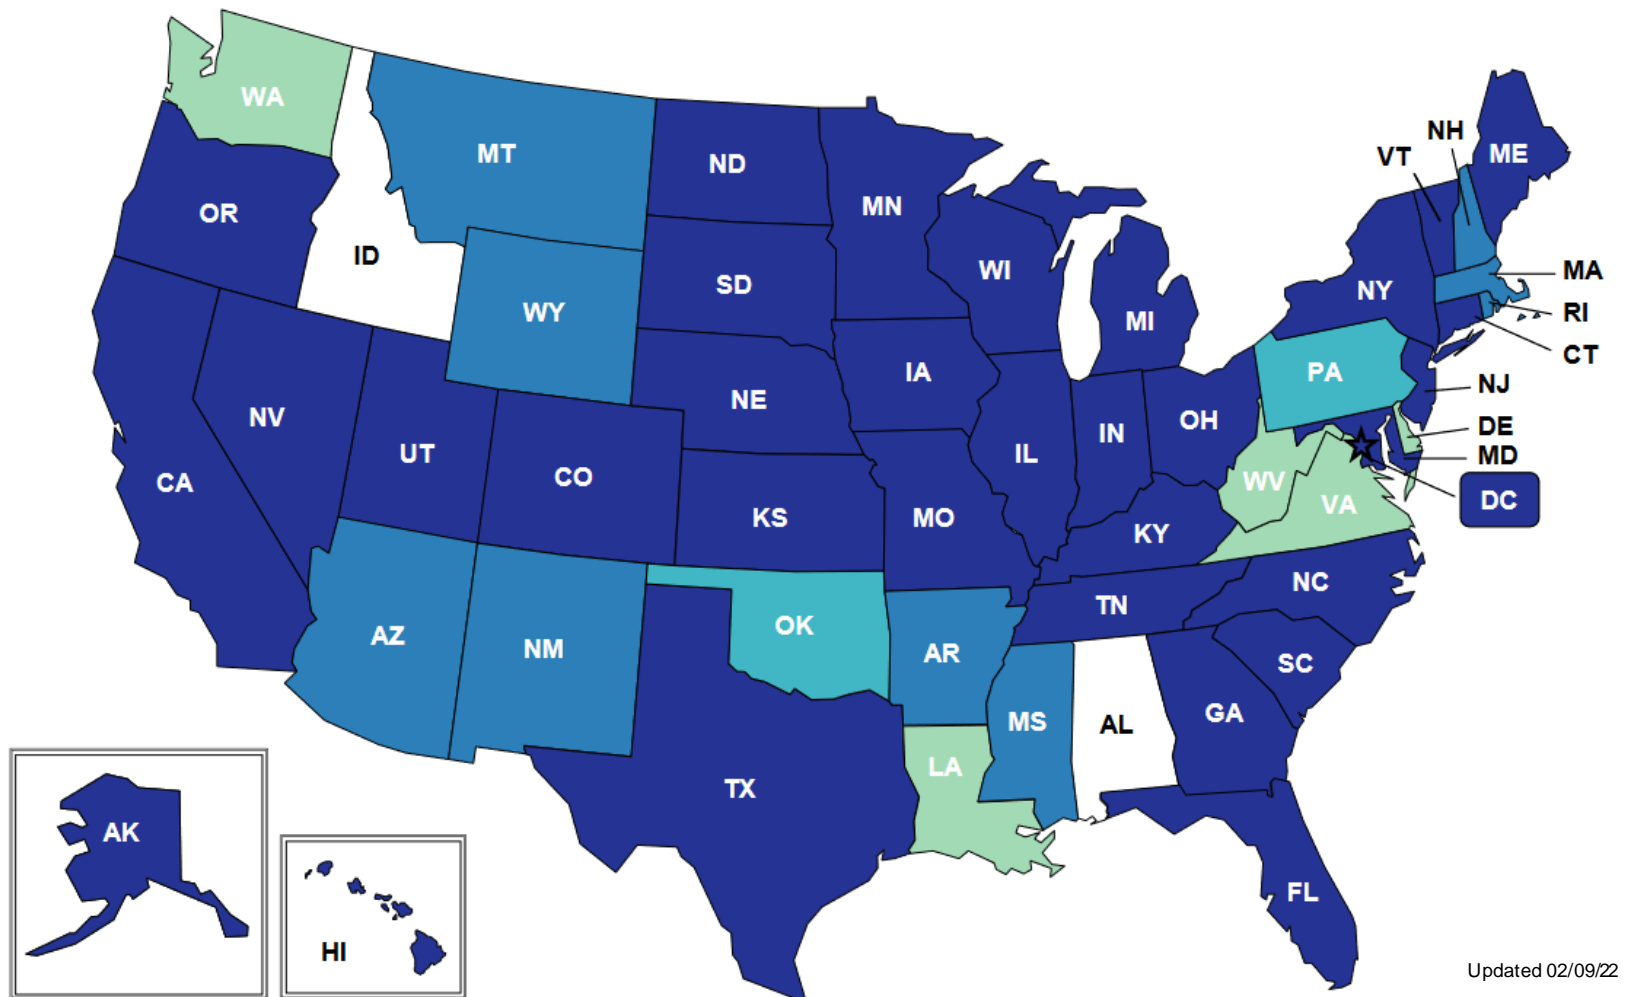 WA
MT
ND
MN
OR
ID
WY
SD
WI
MI
NY
VT
NH
ME
MA
RI
CT
NJ
DE
MD
DC
PA
NV
UT
CO
NE
IA
IL
IN
OH
WV
VA
CA
KS
MO
KY
NC
TN
AZ
NM
OK
AR
SC
MS
AL
GA
TX
LA
FL
AK
HI
Updated 02/09/22